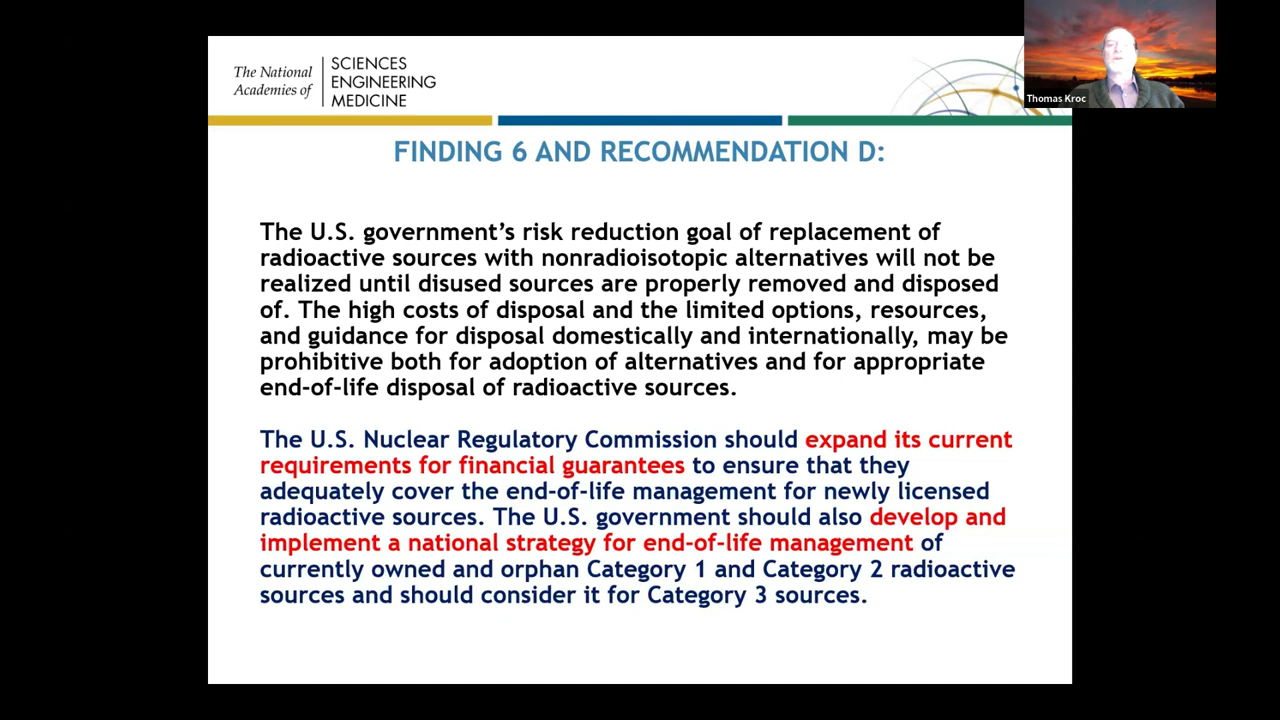 The National
Academies of
SCIENCES
ENGINEERING
MEDICINE
Thomas Kroc
FINDING 6 AND RECOMMENDATION D:
The U.S. government’s risk reduction goal of replacement of
radioactive sources with nonradioisotopic alternatives will not be
realized until disused sources are properly removed and disposed
of. The high costs of disposal and the limited options, resources,
and guidance for disposal domestically and internationally, may be
prohibitive both for adoption of alternatives and for appropriate
end-of-life disposal of radioactive sources.
The U.S. Nuclear Regulatory Commission should expand its current
requirements for financial guarantees to ensure that they
adequately cover the end-of-life management for newly licensed
radioactive sources. The U.S. government should also develop and
implement a national strategy for end-of-life management of
currently owned and orphan Category 1 and Category 2 radioactive
sources and should consider it for Category 3 sources.